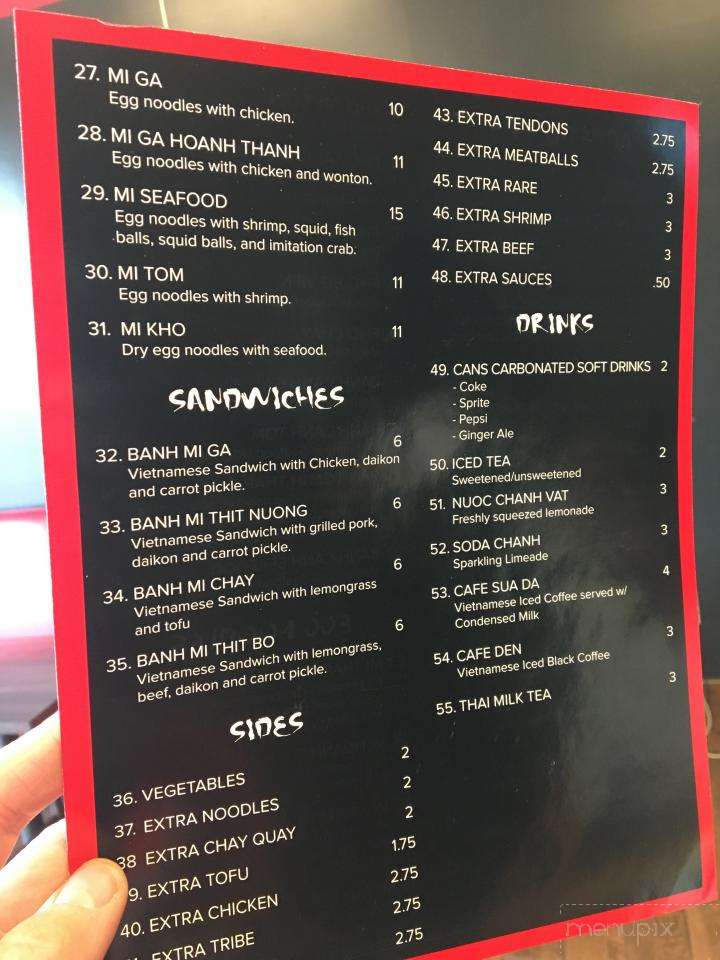 27. MI GA 10
Egg noodles with chicken.
28. MI GA HOANH THANH 11
Egg noodles with chicken and wonton.
29. MI SEAFOOD 15
Egg noodles with shrimp, squid, fish
balls, squid balls, and imitation crab.
30. MI TOM 11
Egg noodles with shrimp.
31. MI KHO 11
Dry egg noodles with seafood.
SANDWICHES
32. BANH MI GA 6
Vietnamese Sandwich with Chicken, daikon
and carrot pickle.
33. BANH MI THIT NUONG 6
Vietnamese Sandwich with grilled pork,
daikon and carrot pickle.
34. BANH MI CHAY 6
Vietnamese Sandwich with lemongrass
and tofu
35. BANH MI THIT BO 6
Vietnamese Sandwich with lemongrass,
beef, daikon and carrot pickle.
SIDES
36. VEGETABLES 2
37. EXTRA NOODLES 2
38 EXTRA CHAY QUAY 2
9. EXTRA TOFU 1.75
40. EXTRA CHICKEN 2.75
EXTRA TRIBE 2.75
2.75
43. EXTRA TENDONS 2.75
44. EXTRA MEATBALLS 2.75
45. EXTRA RARE 3
46. EXTRA SHRIMP 3
47. EXTRA BEEF 3
48. EXTRA SAUCES .50
DRINKS
49. CANS CARBONATED SOFT DRINKS 2
- Coke
- Sprite
- Pepsi
- Ginger Ale
50. ICED TEA 2
Sweetened/unsweetened
51. NUOC CHANH VAT 3
Freshly squeezed lemonade
52. SODA CHANH 3
Sparkling Limeade
53. CAFE SUA DA 4
Vietnamese Iced Coffee served w/
Condensed Milk
54. CAFE DEN 3
Vietnamese Iced Black Coffee
55. THAI MILK TEA 3
menupix